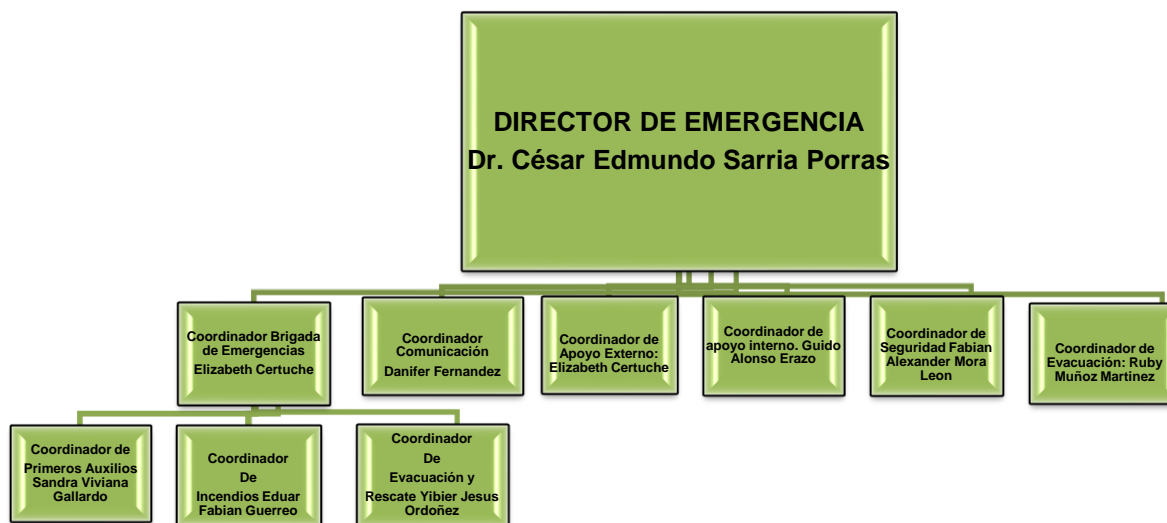 DIRECTOR DE EMERGENCIA
Dr. César Edmundo Sarria Porras
Coordinador Brigada
de Emergencias
Elizabeth Certuche
Coordinador
Comunicación
Danifer Fernandez
Coordinador de
Apoyo Externo:
Elizabeth Certuche
Coordinador de
apoyo interno. Guido
Alonso Erazo
Coordinador de
Seguridad Fabian
Alexander Mora
Leon
Coordinador de
Evacuación: Ruby
Muñoz Martinez
Coordinador de
Primeros Auxilios
Sandra Viviana
Gallardo
Coordinador
De
Incendios Eduar
Fabian Guerreo
Coordinador
De
Evacuación y
Rescate Yibier Jesus
Ordoñez